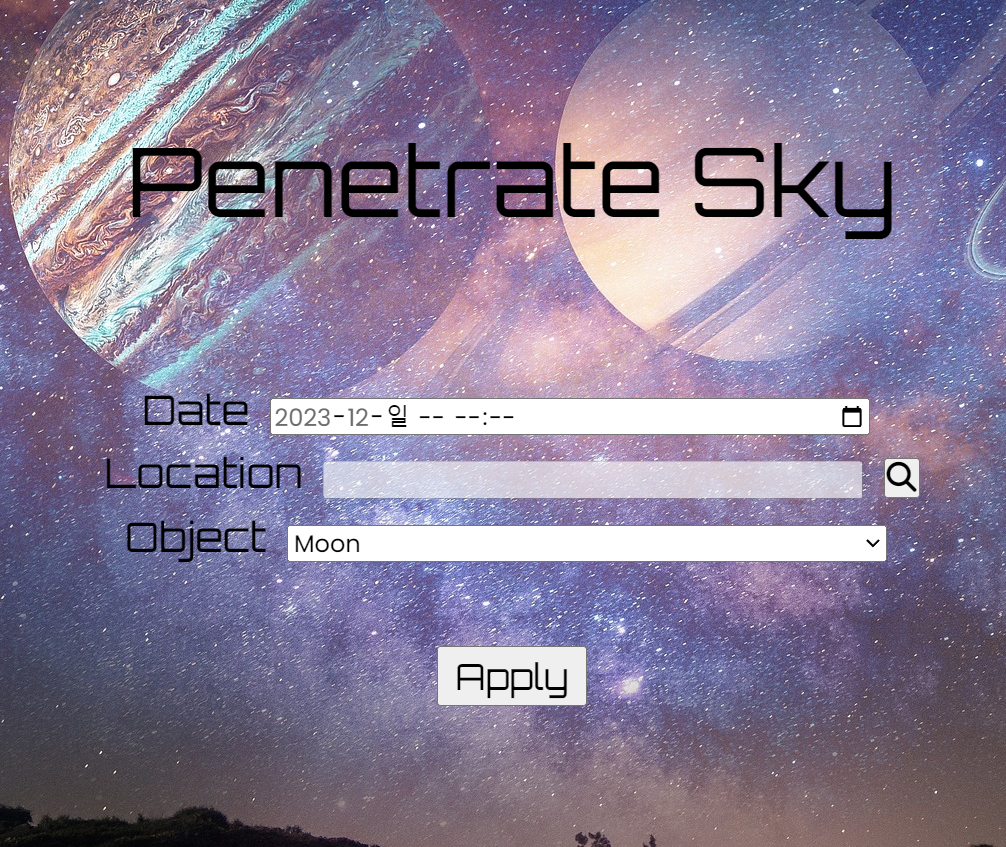 Penetrate Sky
Date 2023-12-일 -- --:--
Location
Object Moon
Apply